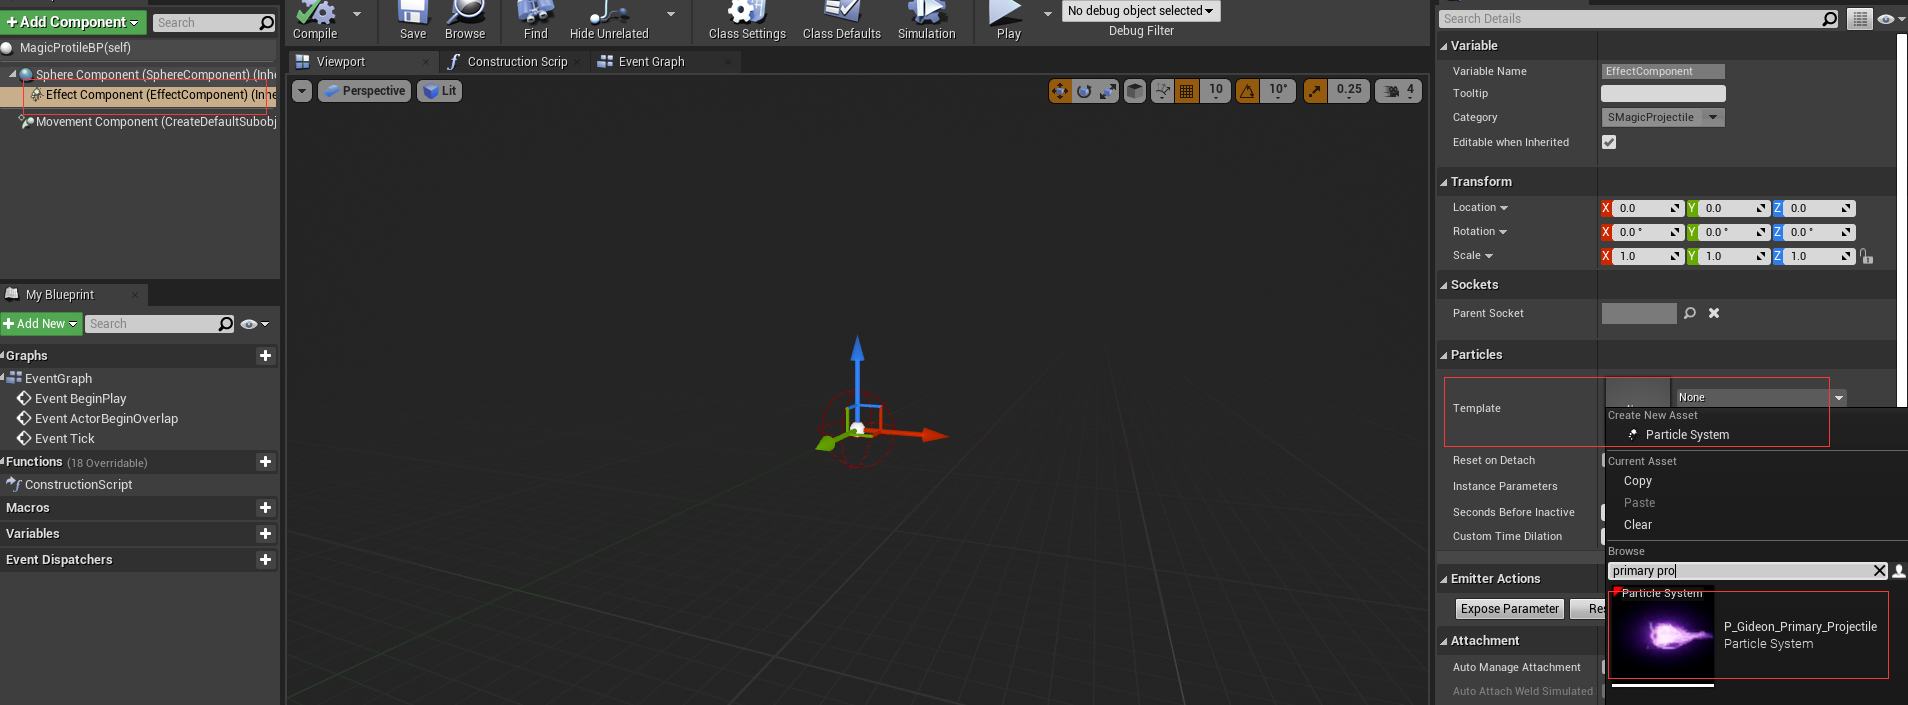 Add Component
Search
MagicProtileBP(self)
Sphere Component (SphereComponent) (Inhe
Effect Component (EffectComponent) (Inhe
Movement Component (CreateDefaultSubobj
My Blueprint
Add New
Search
Graphs
EventGraph
Event BeginPlay
Event ActorBeginOverlap
Event Tick
Functions (18 Overridable)
ConstructionScript
Macros
Variables
Event Dispatchers
Compile
Save
Browse
Find
Hide Unrelated
Class Settings
Class Defaults
Simulation
Play
No debug object selected
Debug Filter
Viewport
Construction Scrip
Event Graph
Perspective
Lit
10
10°
0.25
4
Search Details
Variable
Variable Name
EffectComponent
Tooltip
Category
SMagicProjectile
Editable when Inherited
Transform
Location
X 0.0 Y 0.0 Z 0.0
Rotation
X 0.0 ° Y 0.0 ° Z 0.0 °
Scale
X 1.0 Y 1.0 Z 1.0
Sockets
Parent Socket
Particles
Template
None
Create New Asset
Particle System
Reset on Detach
Current Asset
Copy
Instance Parameters
Paste
Seconds Before Inactive
Clear
Custom Time Dilation
Browse
primary pro
Emitter Actions
Particle System
Expose Parameter
Res
P_Gideon_Primary_Projectile
Particle System
Attachment
Auto Manage Attachment
Auto Attach Weld Simulated